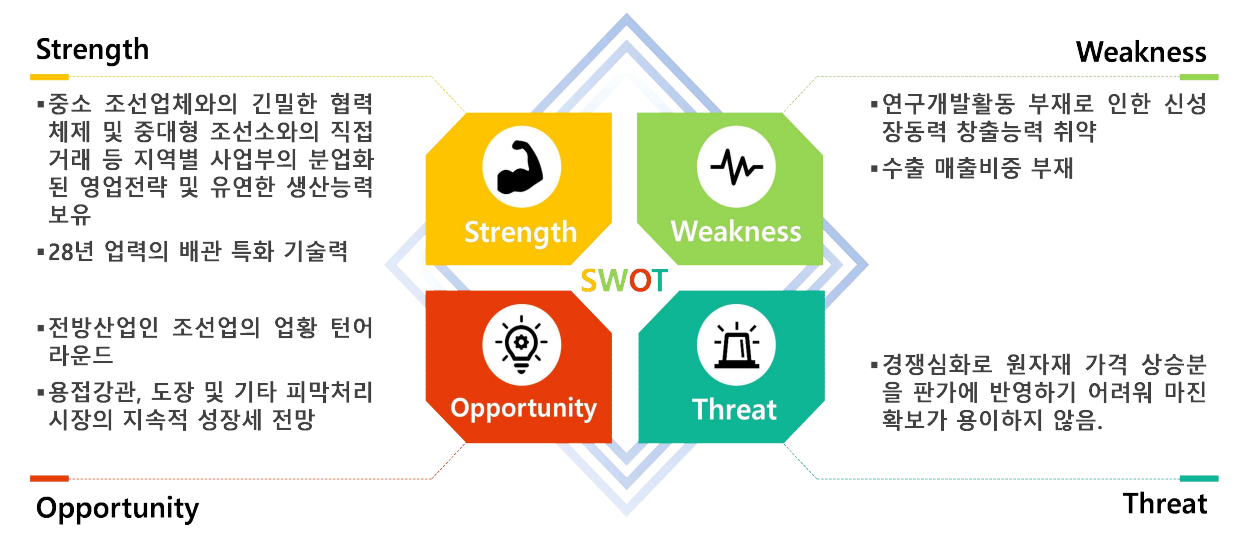 Strength
▪중소 조선업체와의 긴밀한 협력
체제 및 중대형 조선소와의 직접
거래 등 지역별 사업부의 분업화
된 영업전략 및 유연한 생산능력
보유
▪28년 업력의 배관 특화 기술력
Weakness
▪연구개발활동 부재로 인한 신성
장동력 창출능력 취약
▪수출 매출비중 부재
Strength
Weakness
SWOT
Opportunity
Threat
▪전방산업인 조선업의 업황 턴어
라운드
▪용접강관, 도장 및 기타 피막처리
시장의 지속적 성장세 전망
Opportunity
▪경쟁심화로 원자재 가격 상승분
을 판가에 반영하기 어려워 마진
확보가 용이하지 않음.
Threat